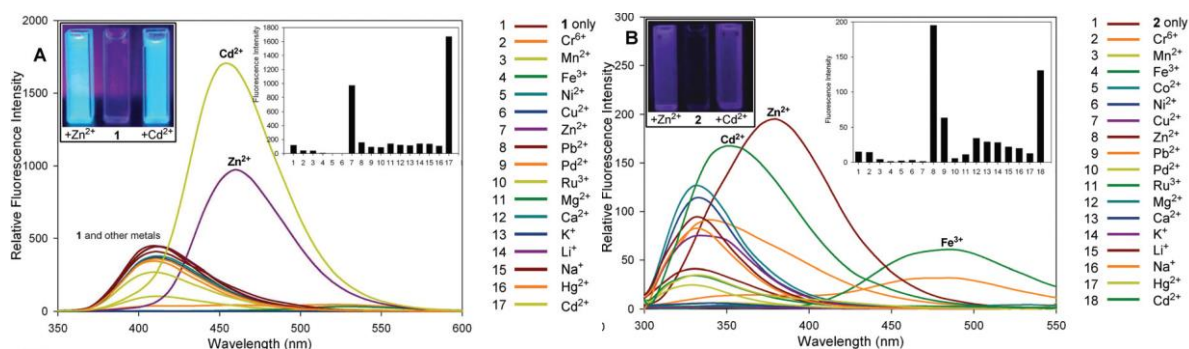 A
+Zn²⁺ 1 +Cd²⁺
Fluorescence Intensity
1800
1600
1400
1200
1000
800
600
400
200
0
1 2 3 4 5 6 7 8 9 10 11 12 13 14 15 16 17
Cd²⁺
Zn²⁺
1 and other metals
Relative Fluorescence Intensity
2000
1500
1000
500
0
350 400 450 500 550 600
Wavelength (nm)
1 1 only
2 Cr⁶⁺
3 Mn²⁺
4 Fe³⁺
5 Ni²⁺
6 Cu²⁺
7 Zn²⁺
8 Pb²⁺
9 Pd²⁺
10 Ru³⁺
11 Mg²⁺
12 Ca²⁺
13 K⁺
14 Li⁺
15 Na⁺
16 Hg²⁺
17 Cd²⁺
B
+Zn²⁺ 2 +Cd²⁺
Fluorescence Intensity
200
150
100
50
0
1 2 3 4 5 6 7 8 9 10 11 12 13 14 15 16 17 18
Cd²⁺
Zn²⁺
Fe³⁺
Relative Fluorescence Intensity
300
250
200
150
100
50
0
300 350 400 450 500 550
Wavelength (nm)
1 2 only
2 Cr⁶⁺
3 Mn²⁺
4 Fe³⁺
5 Co²⁺
6 Ni²⁺
7 Cu²⁺
8 Zn²⁺
9 Pb²⁺
10 Pd²⁺
11 Ru³⁺
12 Mg²⁺
13 Ca²⁺
14 K⁺
15 Li⁺
16 Na⁺
17 Hg²⁺
18 Cd²⁺